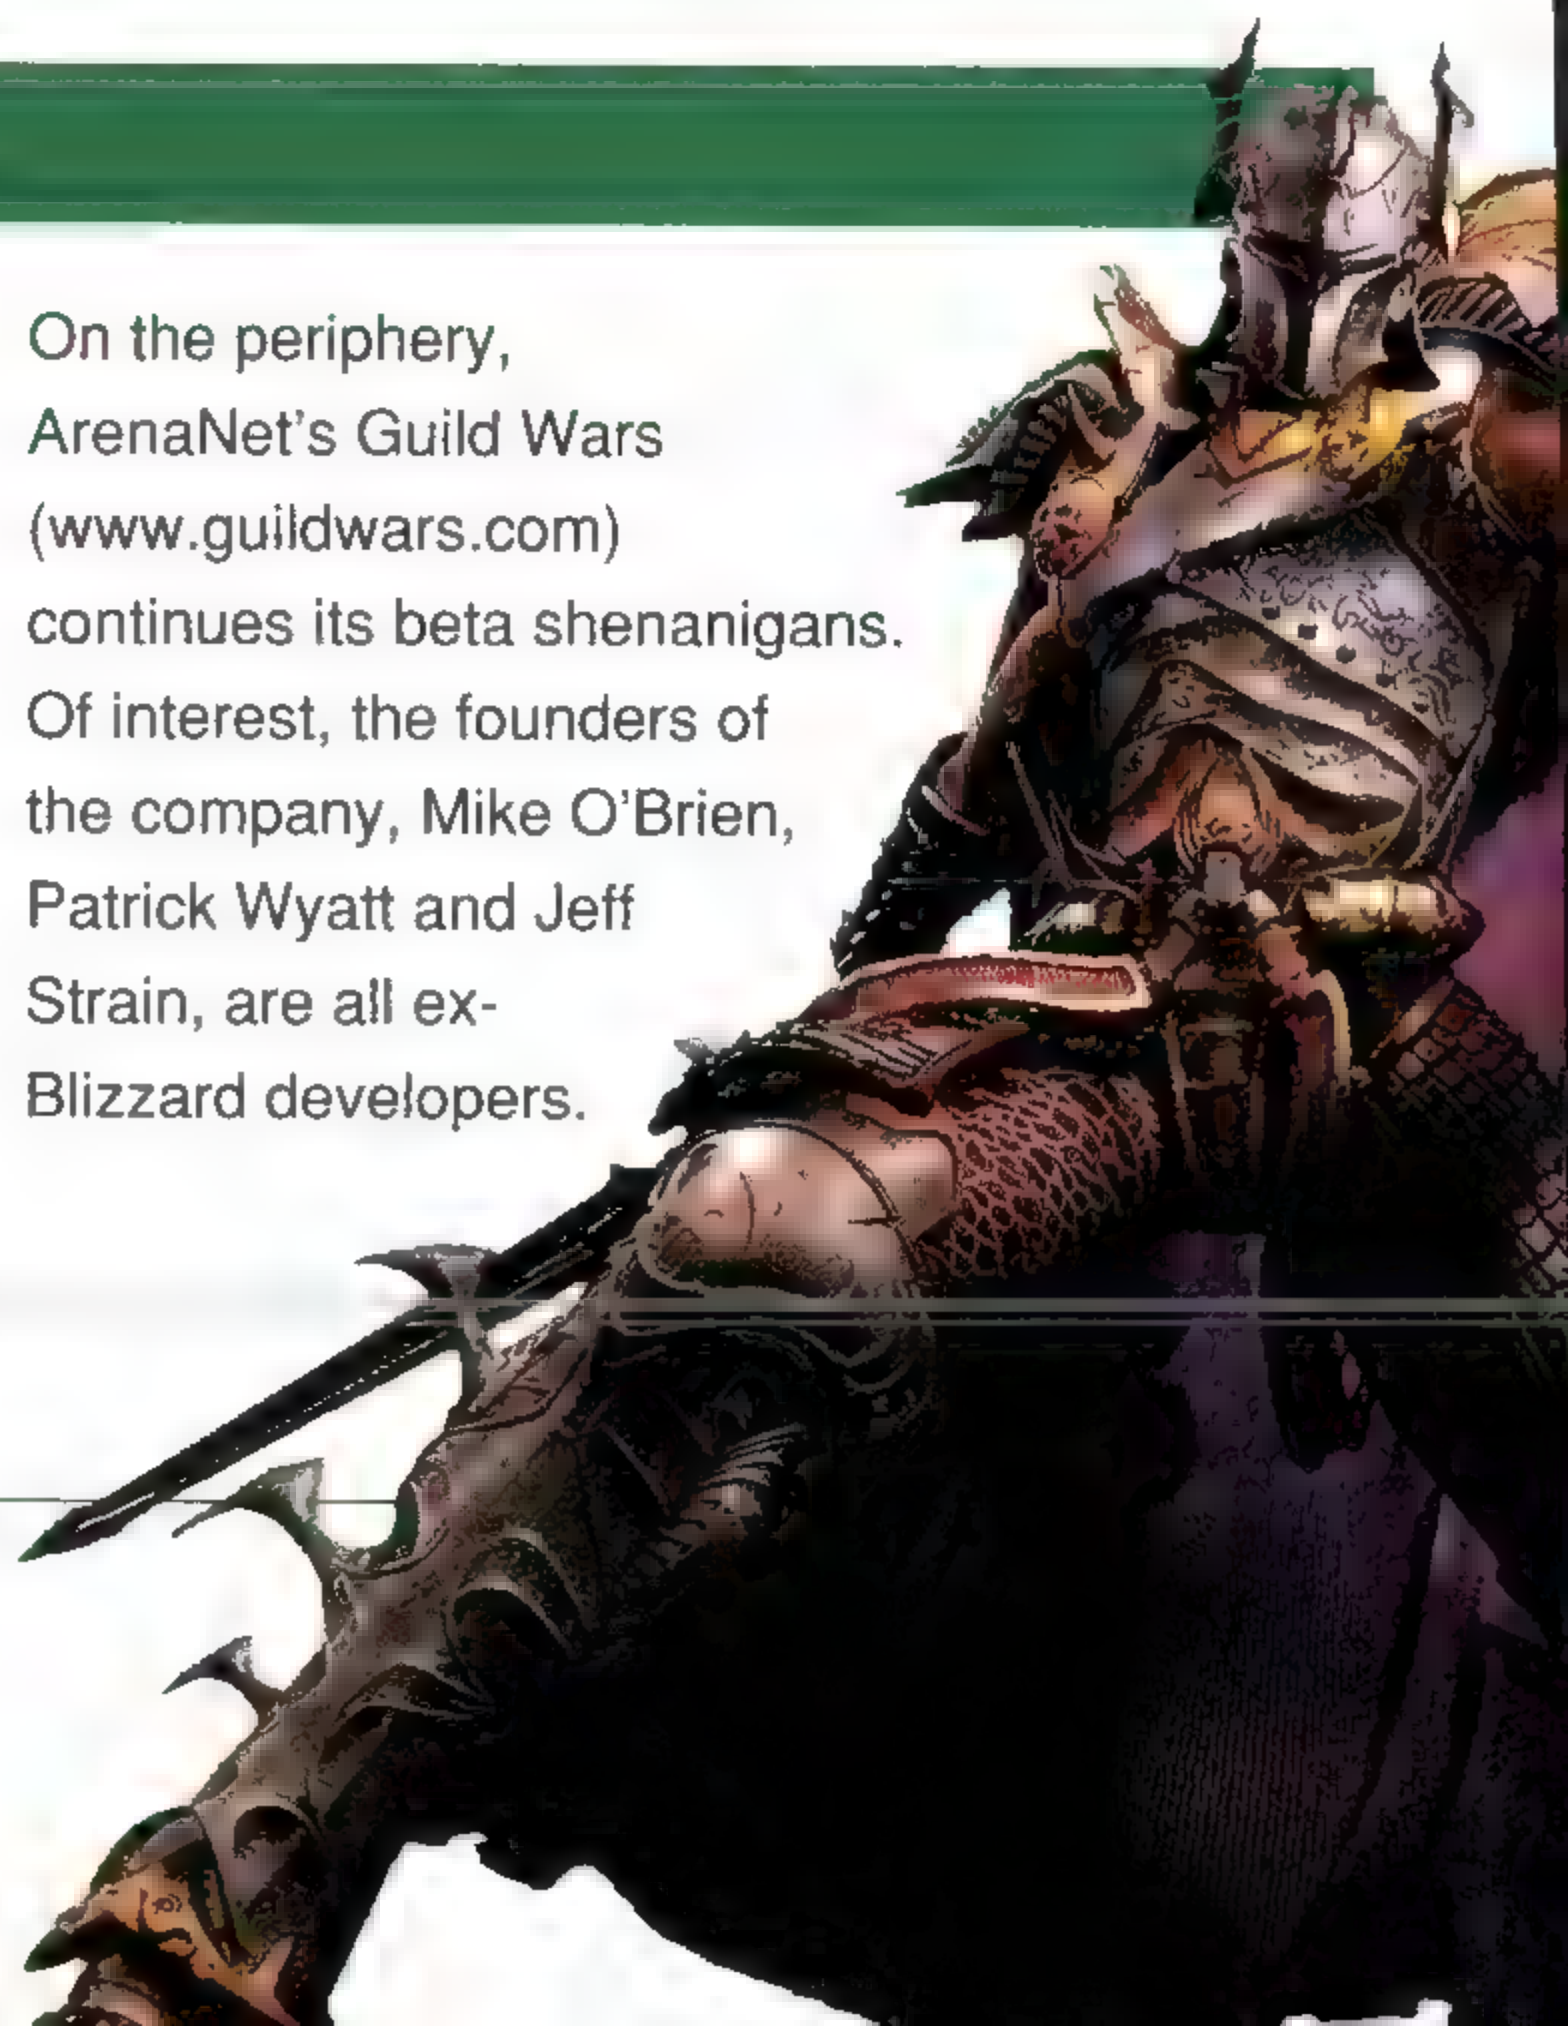 On the periphery,
ArenaNet's Guild Wars
(www.guildwars.com)
continues its beta shenanigans.
Of interest, the founders of
the company, Mike O'Brien,
Patrick Wyatt and Jeff
Strain, are all ex-
Blizzard developers.